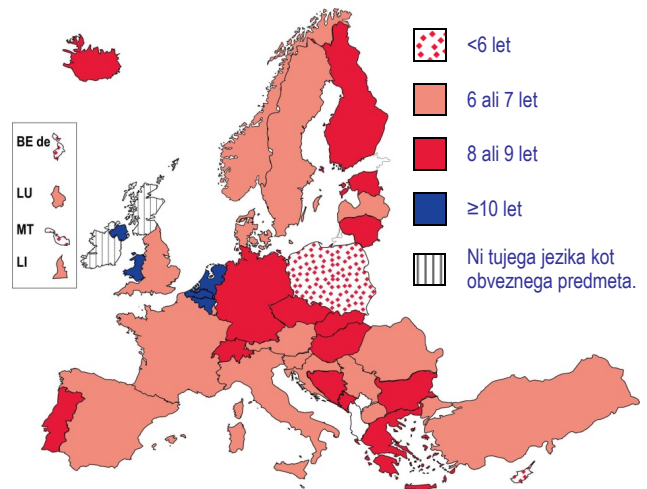 <6 let
6 ali 7 let
8 ali 9 let
≥10 let
Ni tujega jezika kot
obveznega predmeta.
BE de
LU
MT
LI